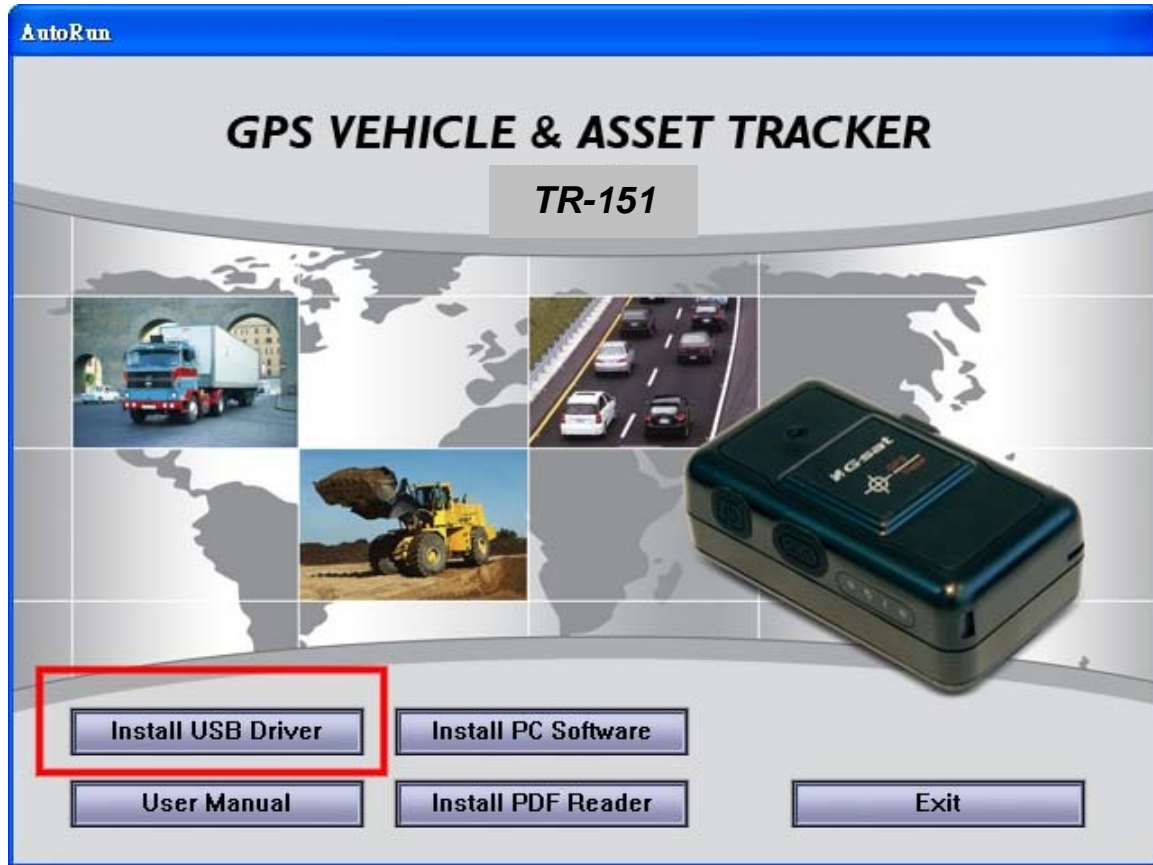 AutoRun
GPS VEHICLE & ASSET TRACKER
TR-151
G-sat
Install USB Driver
Install PC Software
User Manual
Install PDF Reader
Exit